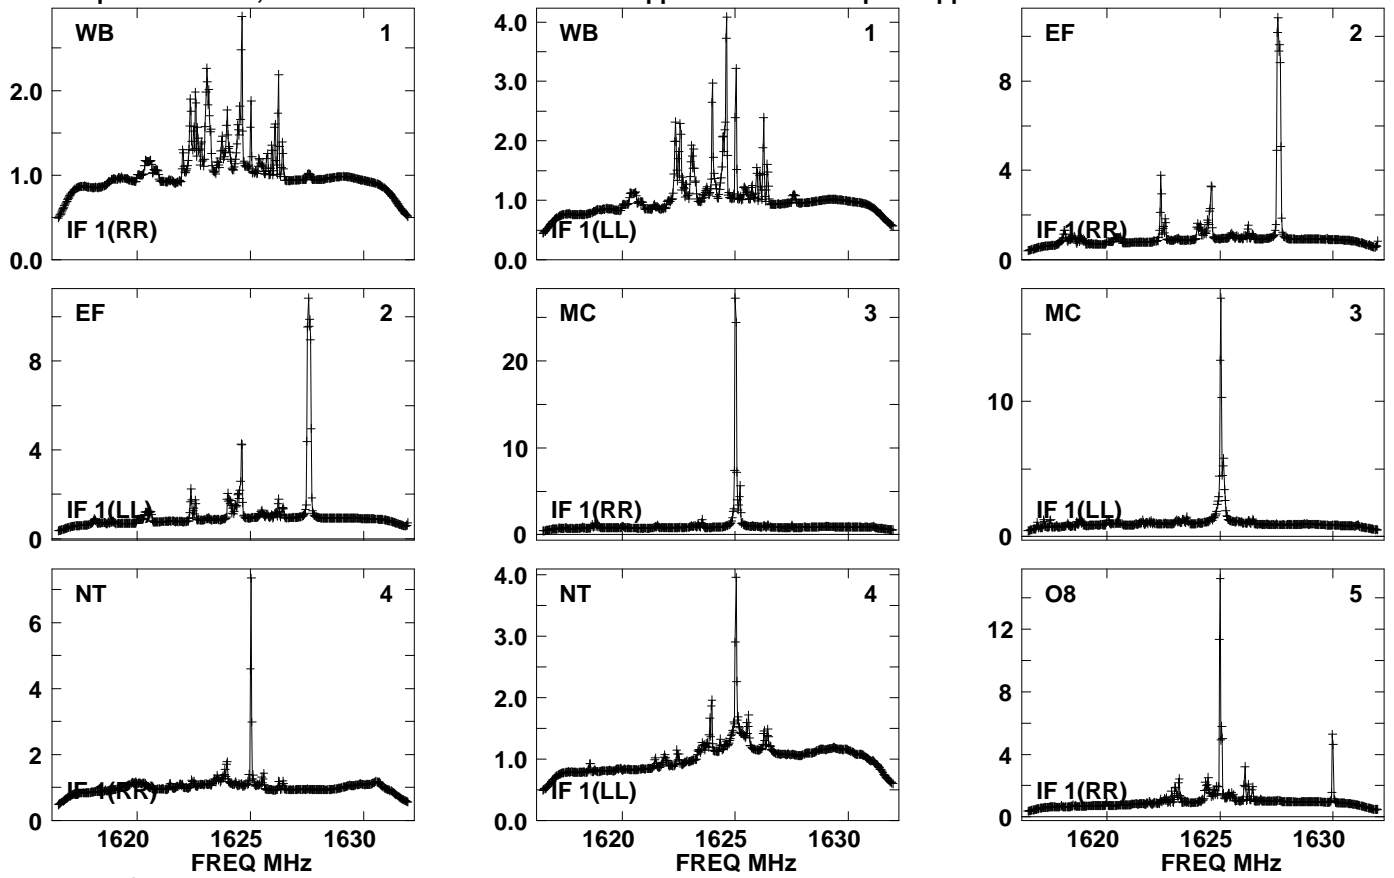 WB 1
2.0
1.0
0.0
IF 1(RR)
WB 1
4.0
3.0
2.0
1.0
0.0
IF 1(LL)
EF 2
8
4
0
IF 1(RR)
EF 2
8
4
0
IF 1(LL)
MC 3
20
10
0
IF 1(RR)
MC 3
10
0
IF 1(LL)
NT 4
6
4
2
0
IF 1(RR)
1620 1625 1630
FREQ MHz
NT 4
4.0
3.0
2.0
1.0
0.0
IF 1(LL)
1620 1625 1630
FREQ MHz
O8 5
12
8
4
0
IF 1(RR)
1620 1625 1630
FREQ MHz